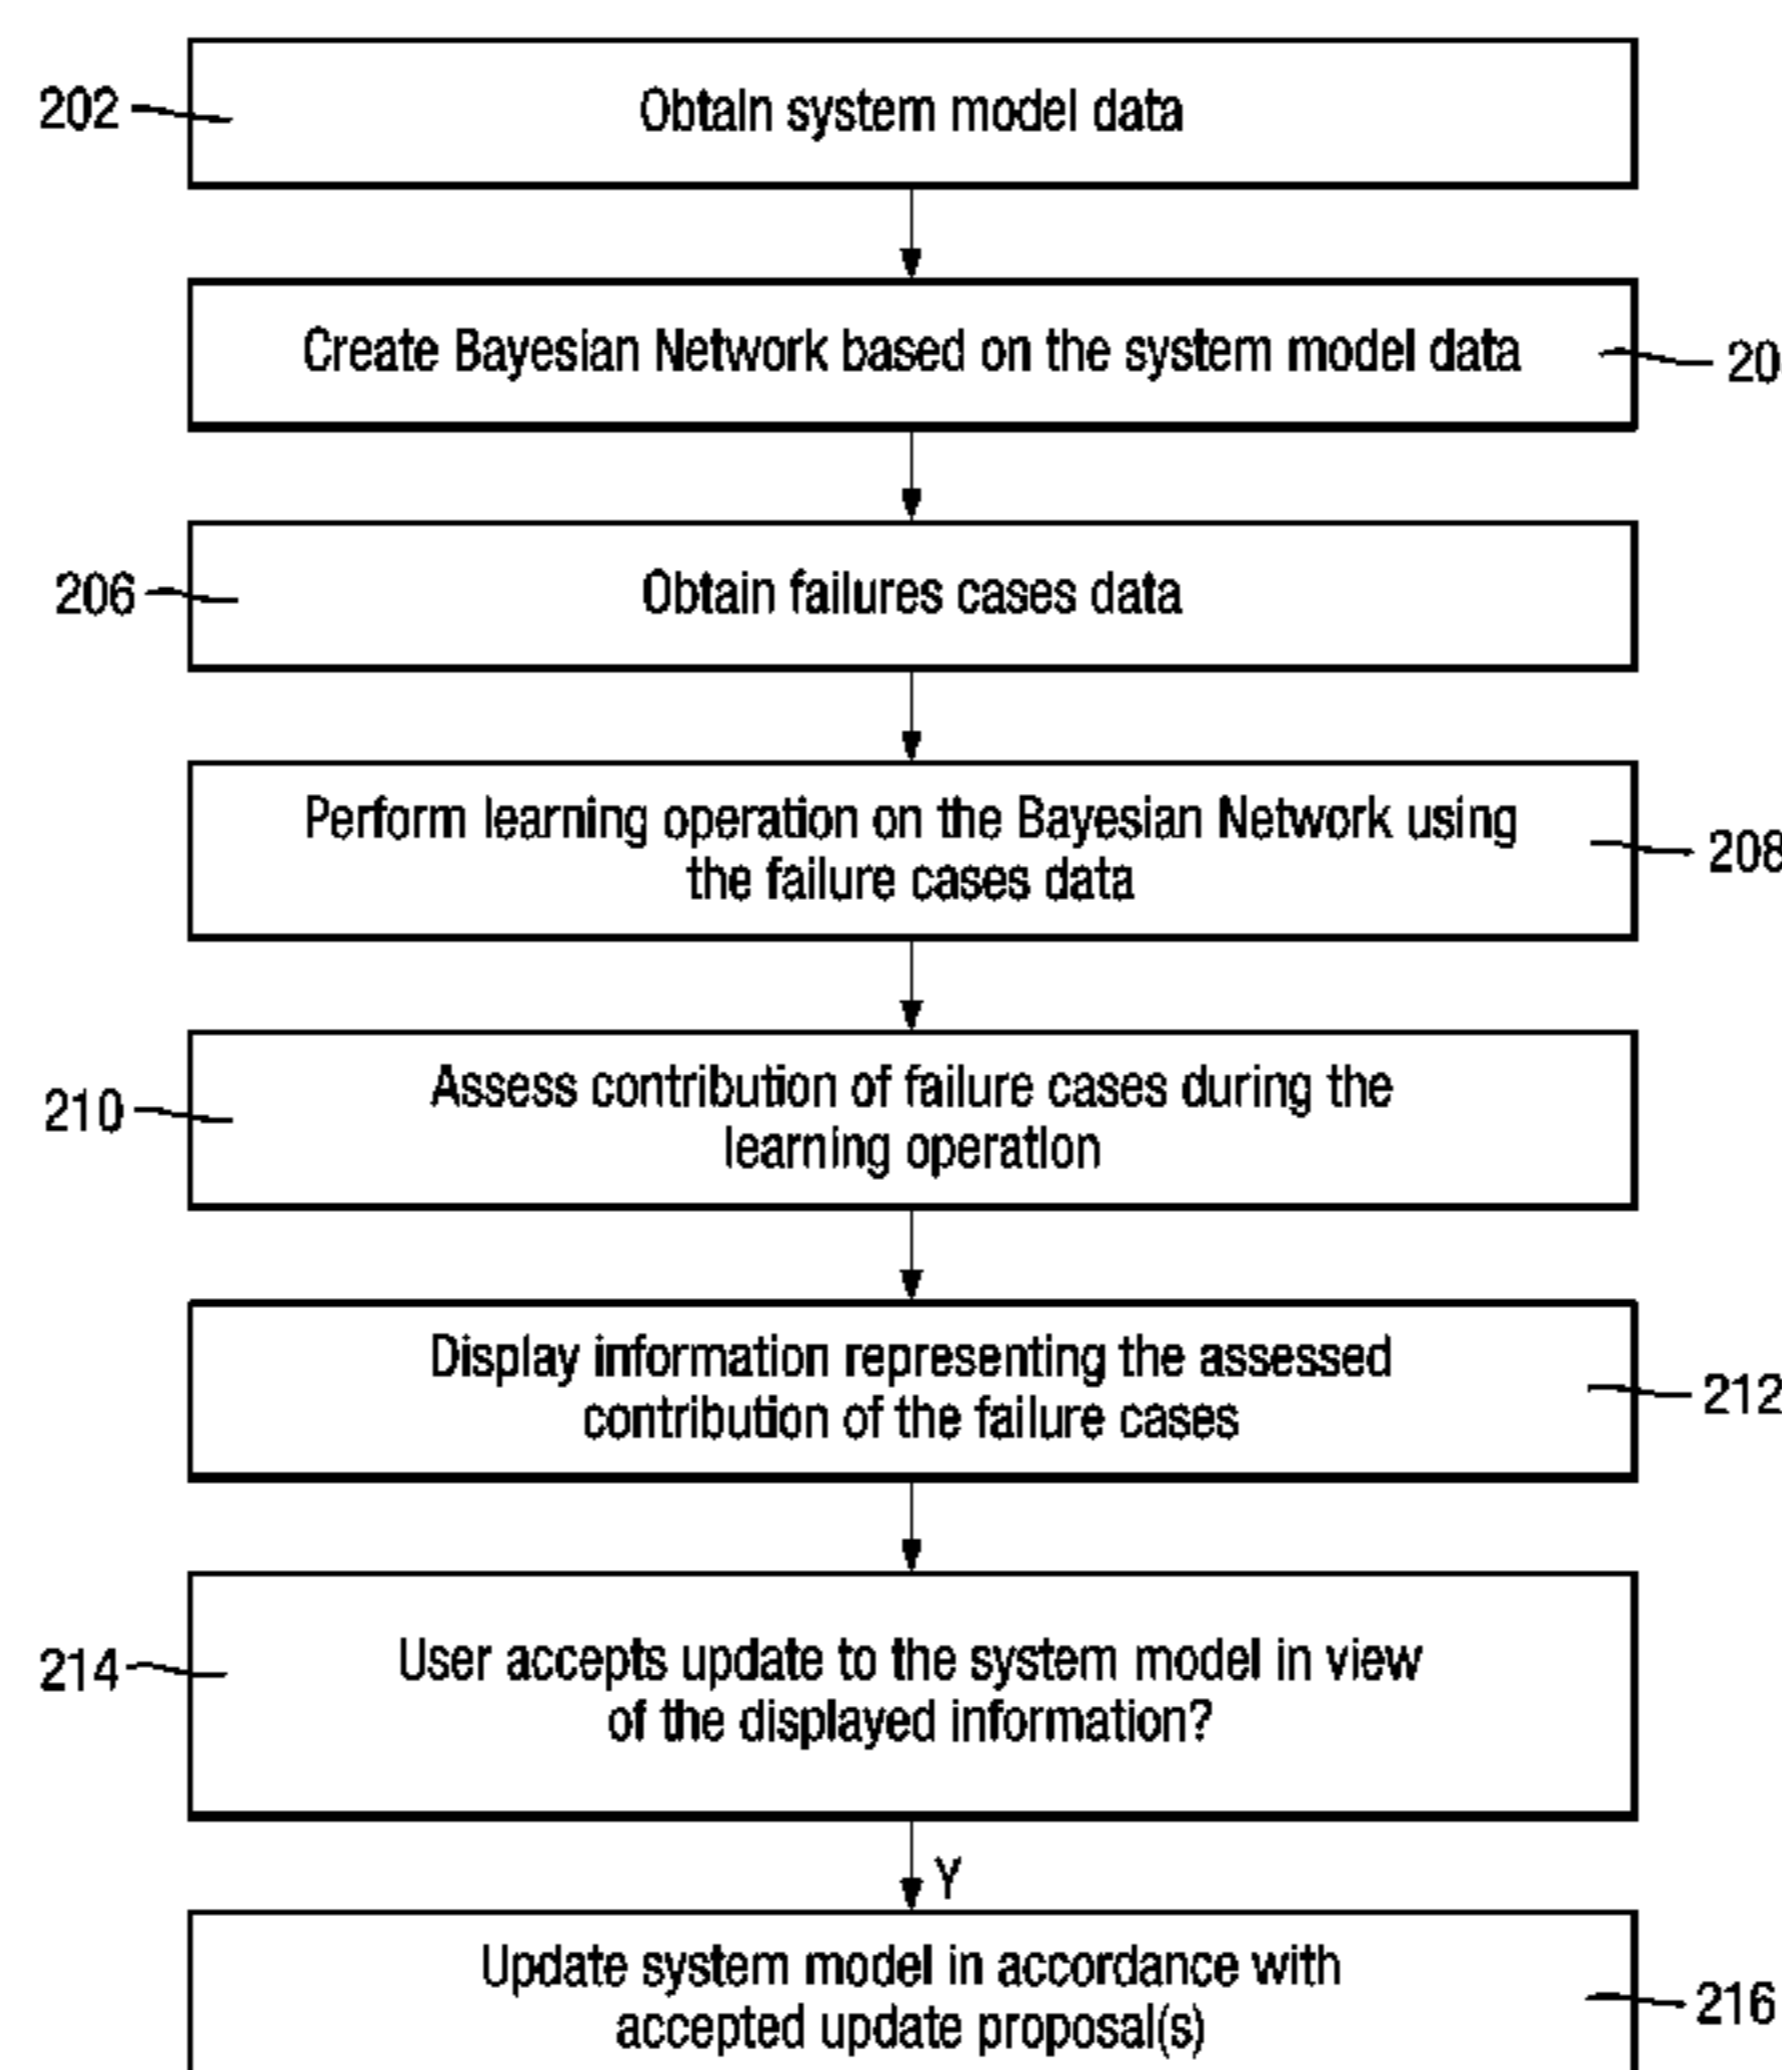 202
Obtain system model data
Create Bayesian Network based on the system model data
20
206
Obtain failures cases data
Perform learning operation on the Bayesian Network using
the failure cases data
208
210
Assess contribution of failure cases during the
learning operation
Display information representing the assessed
contribution of the failure cases
212
214
User accepts update to the system model in view
of the displayed information?
Y
Update system model in accordance with
accepted update proposal(s)
216